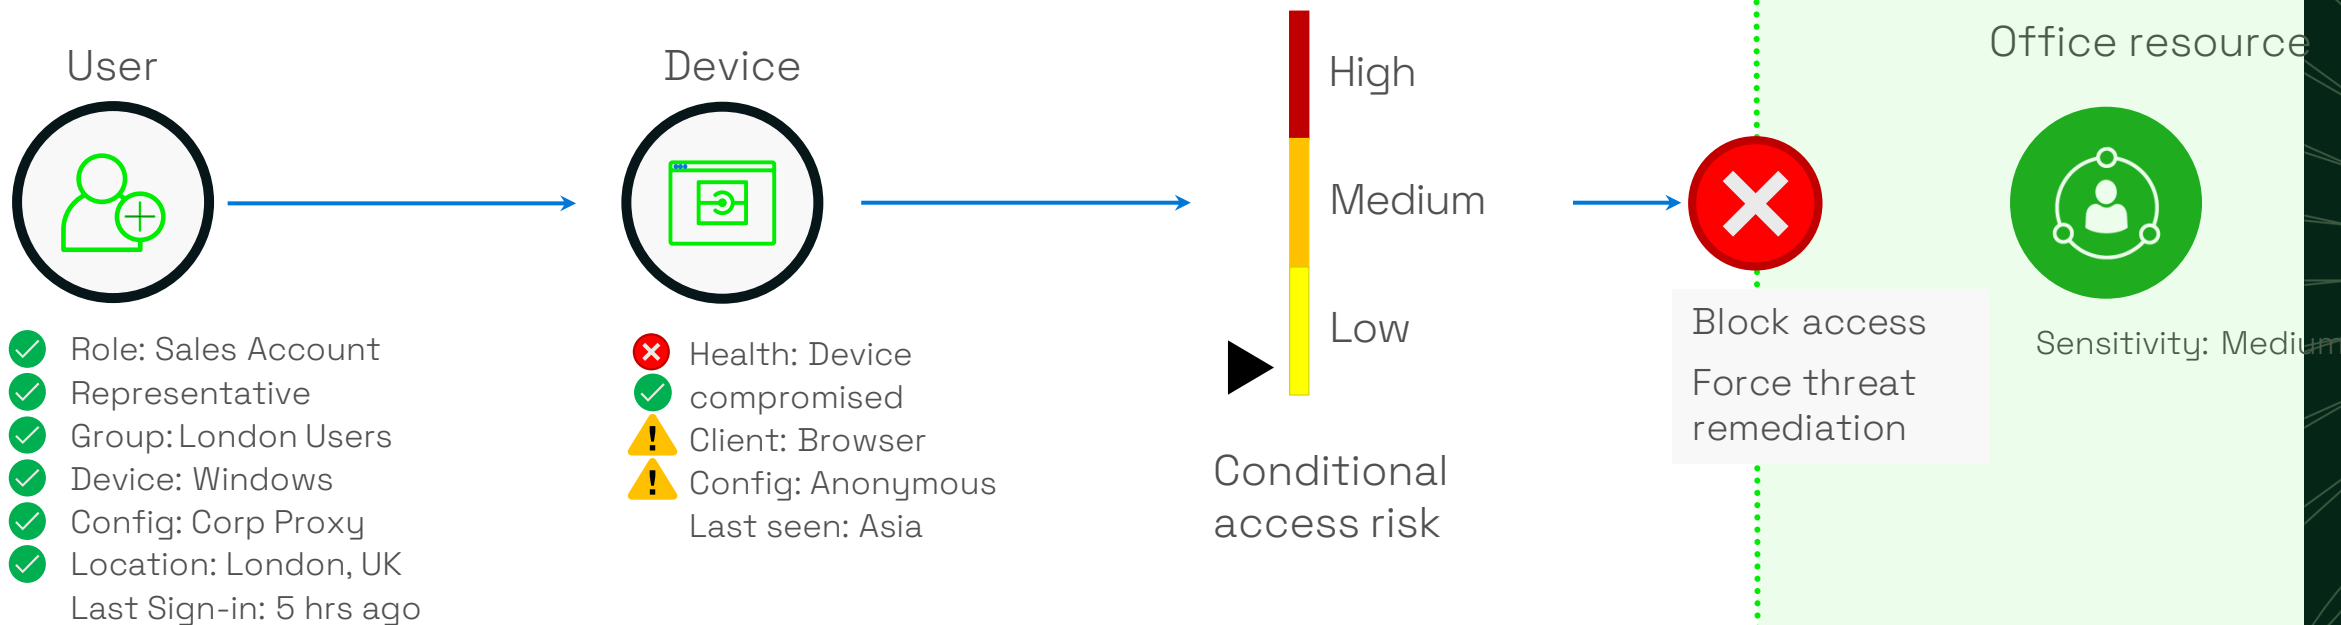 User
Role: Sales Account
Representative
Group: London Users
Device: Windows
Config: Corp Proxy
Location: London, UK
Last Sign-in: 5 hrs ago
Device
Health: Device
compromised
Client: Browser
Config: Anonymous
Last seen: Asia
High
Medium
Low
Conditional
access risk
Block access
Force threat
remediation
Office resource
Sensitivity: Medium